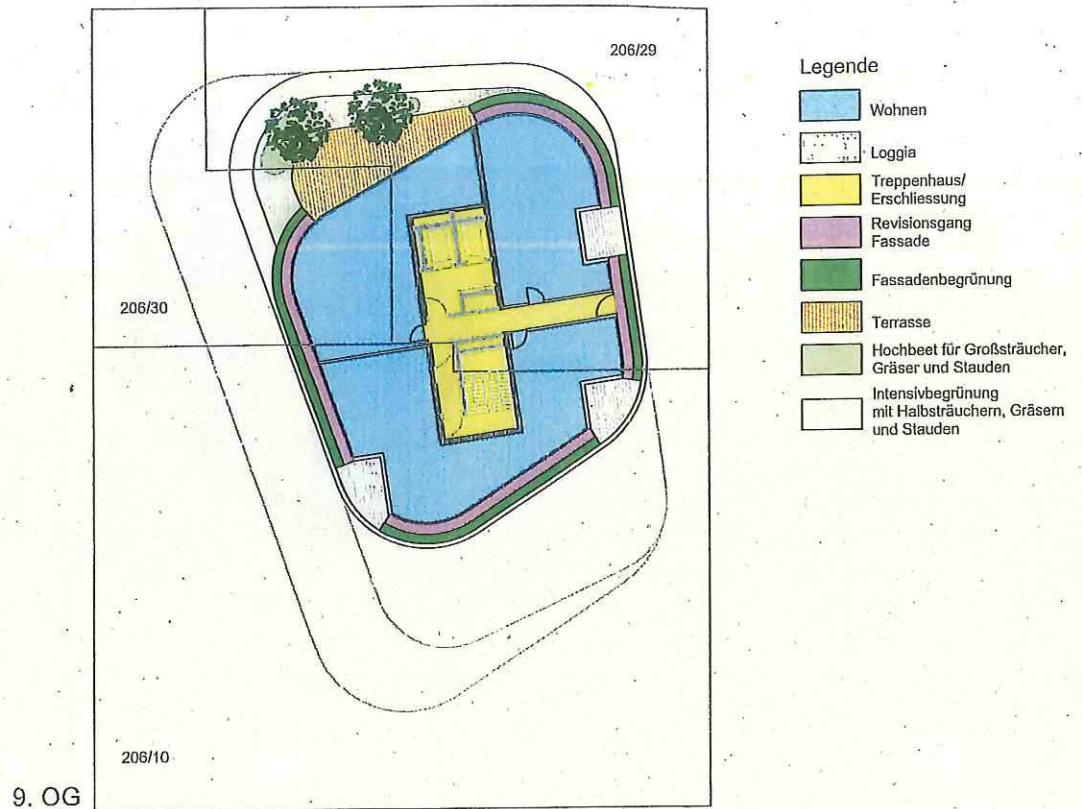 206/29
206/30
206/10
9. OG
Legende
Wohnen
Loggia
Treppenhaus/
Erschliessung
Revisionsgang
Fassade
Fassadenbegrünung
Terrasse
Hochbeet für Großsträucher,
Gräser und Stauden
Intensivbegrünung
mit Halbsträuchern, Gräsern
und Stauden